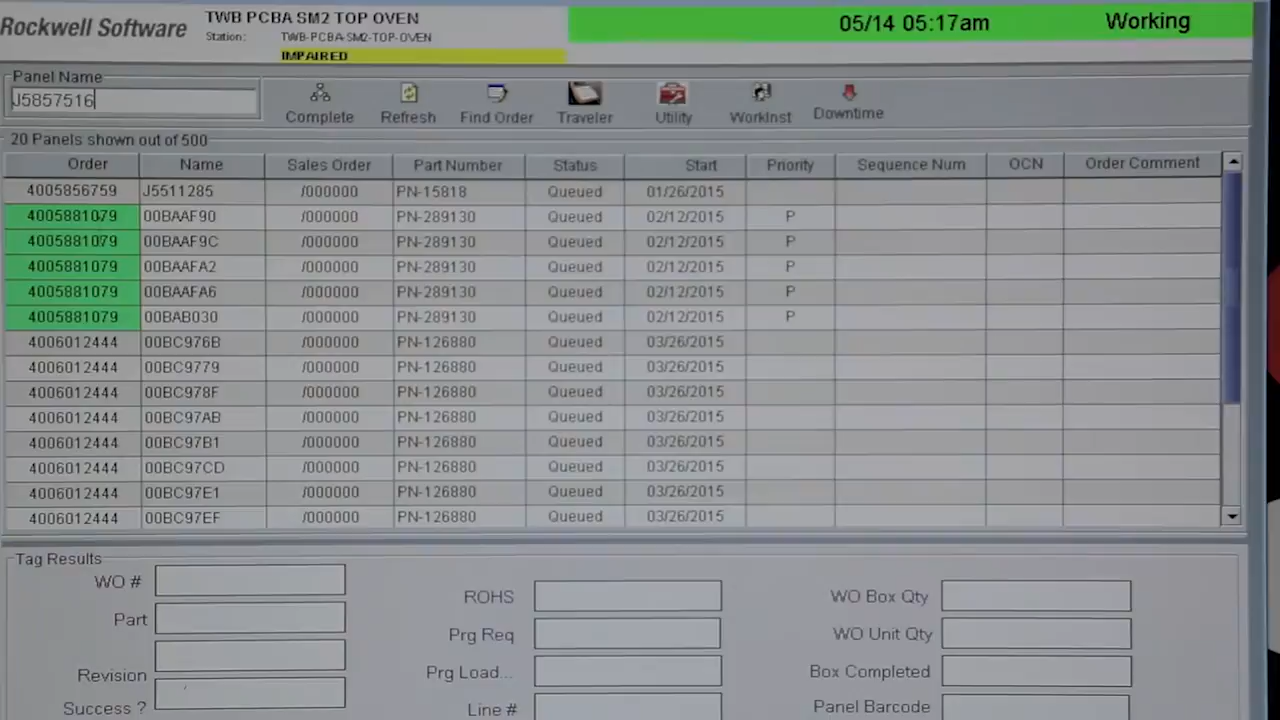 Rockwell Software
TWB PCBA SM2 TOP OVEN
Station: TWB-PCBA-SM2-TOP-OVEN
IMPAIRED
05/14 05:17am Working
Panel Name
J5857516
Complete Refresh Find Order Traveler Utility WorkInst Downtime
20 Panels shown out of 500
Order Name Sales Order Part Number Status Start Priority Sequence Num OCN Order Comment
4005856759 J5511285 /000000 PN-15818 Queued 01/26/2015
4005881079 00BAAF90 /000000 PN-289130 Queued 02/12/2015 P
4005881079 00BAAF9C /000000 PN-289130 Queued 02/12/2015 P
4005881079 00BAAFA2 /000000 PN-289130 Queued 02/12/2015 P
4005881079 00BAAFA6 /000000 PN-289130 Queued 02/12/2015 P
4005881079 00BAB030 /000000 PN-289130 Queued 02/12/2015 P
4006012444 00BC976B /000000 PN-126880 Queued 03/26/2015
4006012444 00BC9779 /000000 PN-126880 Queued 03/26/2015
4006012444 00BC978F /000000 PN-126880 Queued 03/26/2015
4006012444 00BC97AB /000000 PN-126880 Queued 03/26/2015
4006012444 00BC97B1 /000000 PN-126880 Queued 03/26/2015
4006012444 00BC97CD /000000 PN-126880 Queued 03/26/2015
4006012444 00BC97E1 /000000 PN-126880 Queued 03/26/2015
4006012444 00BC97EF /000000 PN-126880 Queued 03/26/2015
Tag Results
WO # ROHS WO Box Qty
Part Prg Req WO Unit Qty
Revision Prg Load... Box Completed
Success ? Line # Panel Barcode